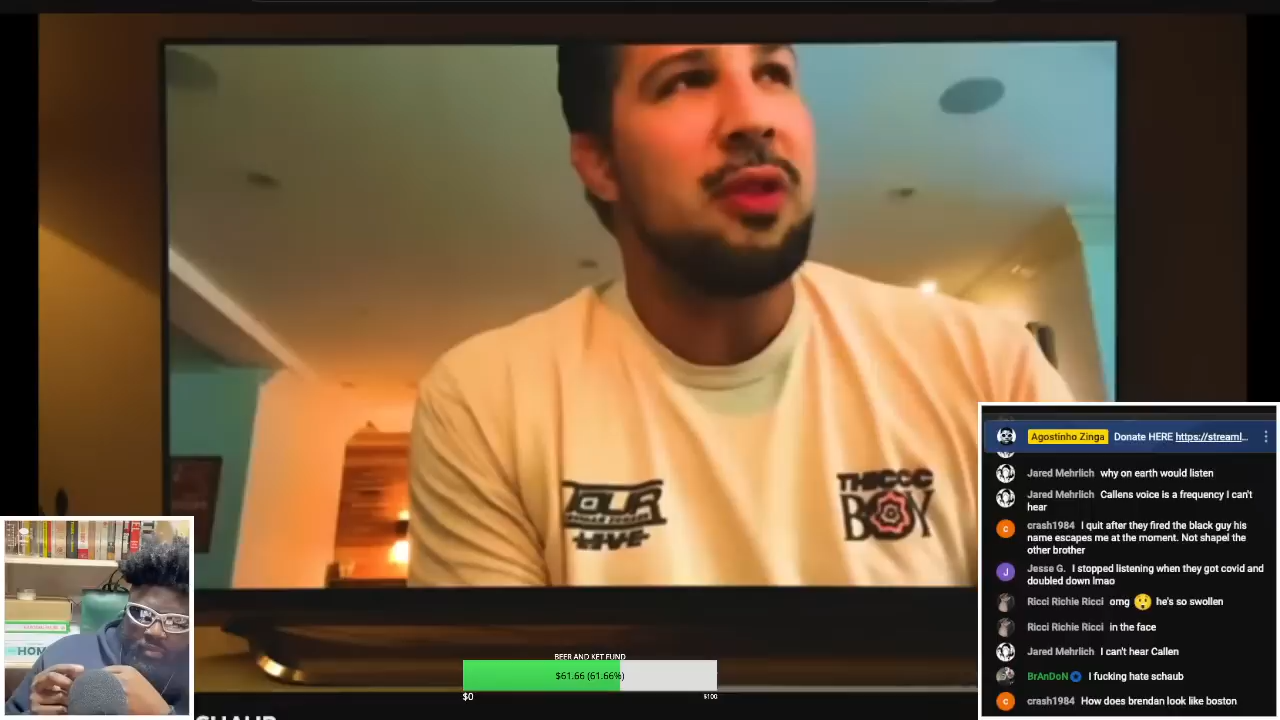 TOUR
LIVE
THICCC
BOY
HOM
BEER AND KET FUND
$61.66 (61.66%)
$0
$100
Agostinho Zinga Donate HERE https://streaml...
Jared Mehrlich why on earth would listen
Jared Mehrlich Callens voice is a frequency I can't
hear
crash1984 I quit after they fired the black guy his
name escapes me at the moment. Not shapel the
other brother
Jesse G. I stopped listening when they got covid and
doubled down lmao
Ricci Richie Ricci omg 😲 he's so swollen
Ricci Richie Ricci in the face
Jared Mehrlich I can't hear Callen
BrAnDoN I fucking hate schaub
crash1984 How does brendan look like boston